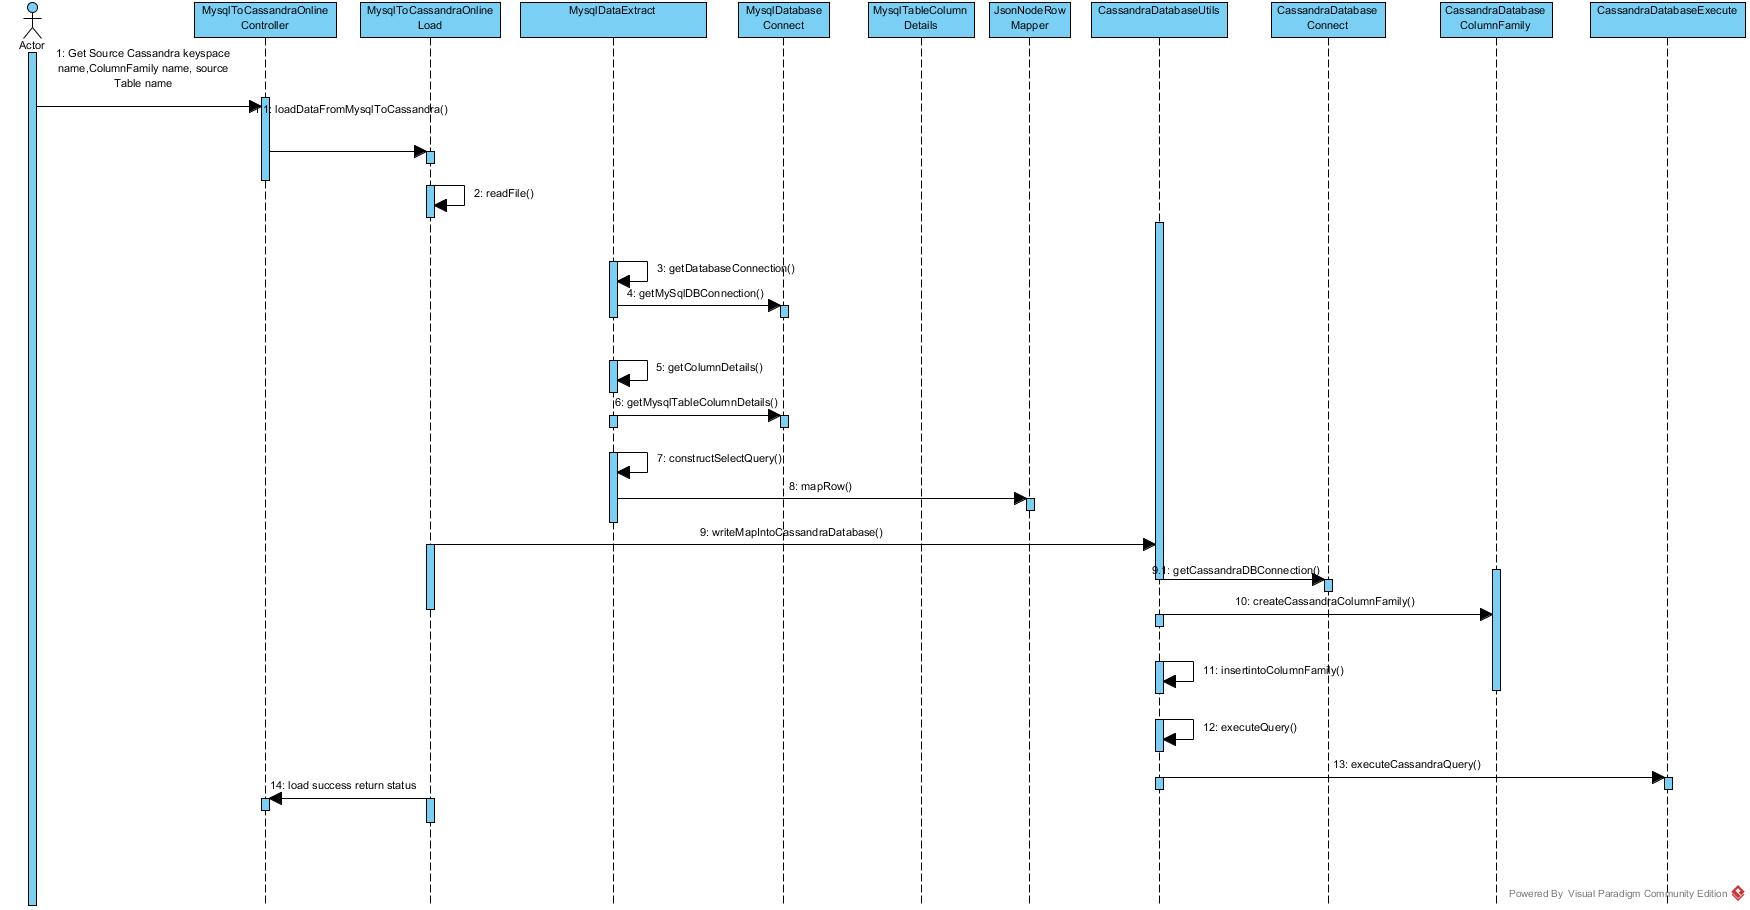 MysqlToCassandraOnline
Controller
MysqlToCassandraOnline
Load
MysqlDataExtract
MysqlDatabase
Connect
MysqlTableColumn
Details
JsonNodeRow
Mapper
CassandraDatabaseUtils
CassandraDatabase
Connect
CassandraDatabase
ColumnFamily
CassandraDatabaseExecute
Actor
1: Get Source Cassandra keyspace
name,ColumnFamily name, source
Table name
1.1: loadDataFromMysqlToCassandra()
2: readFile()
3: getDatabaseConnection()
4: getMySqlDBConnection()
5: getColumnDetails()
6: getMysqlTableColumnDetails()
7: constructSelectQuery()
8: mapRow()
9: writeMapIntoCassandraDatabase()
9.1: getCassandraDBConnection()
10: createCassandraColumnFamily()
11: insertintoColumnFamily()
12: executeQuery()
13: executeCassandraQuery()
14: load success return status
Powered By Visual Paradigm Community Edition